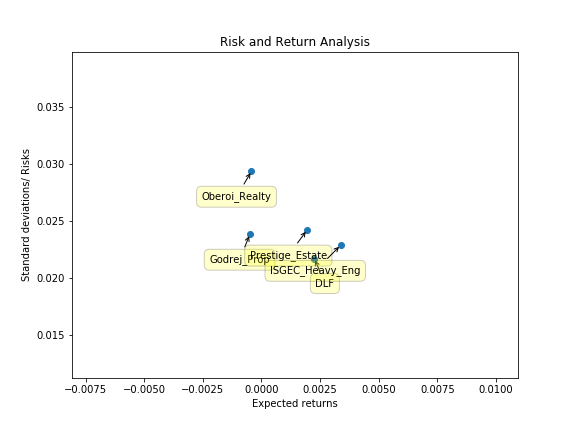 Risk and Return Analysis
Standard deviations/ Risks
0.035
0.030
0.025
0.020
0.015
Oberoi_Realty
Godrej_Prop
Prestige_Estate
ISGEC_Heavy_Eng
DLF
−0.0075
−0.0050
−0.0025
0.0000
0.0025
0.0050
0.0075
0.0100
Expected returns